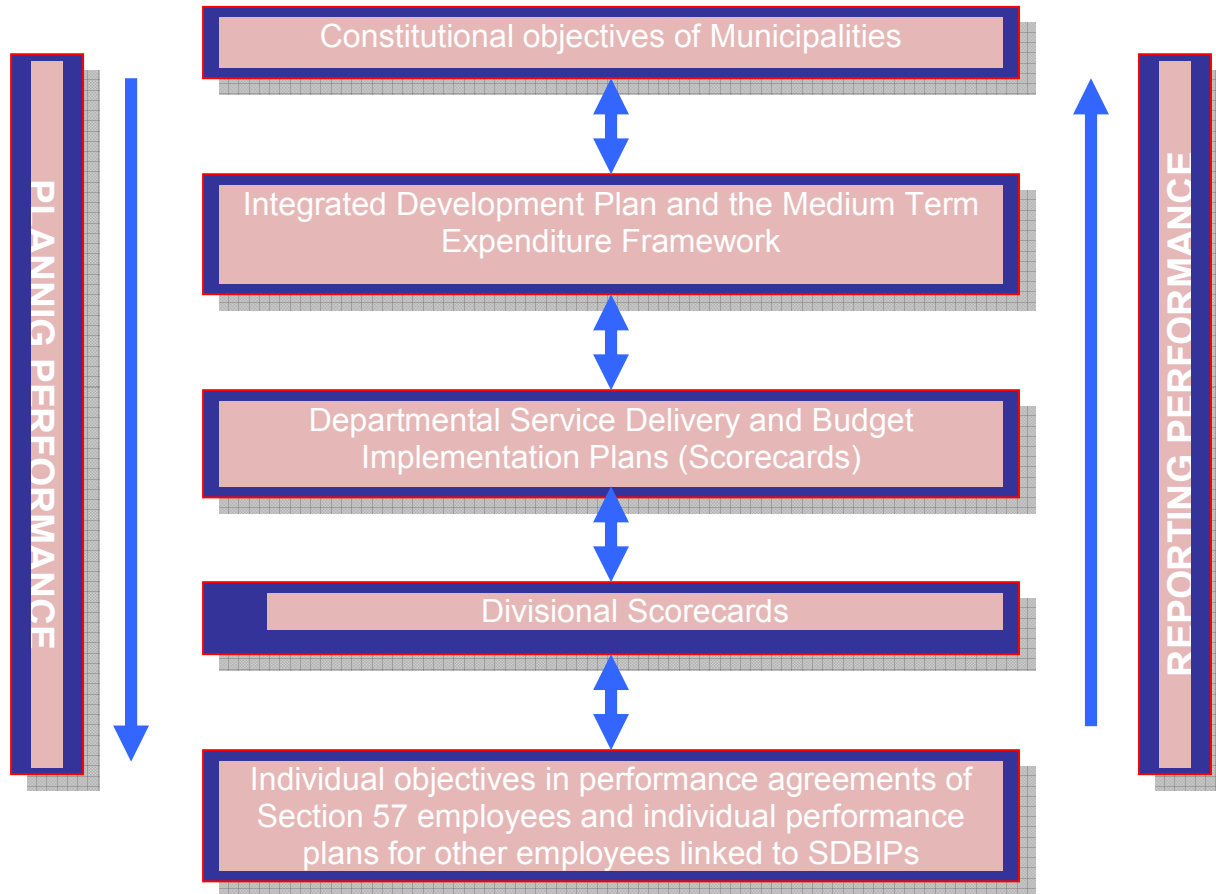 Constitutional objectives of Municipalities
PLANNIG PERFORMANCE
REPORTING PERFORMANCE
Integrated Development Plan and the Medium Term
Expenditure Framework
Departmental Service Delivery and Budget
Implementation Plans (Scorecards)
Divisional Scorecards
Individual objectives in performance agreements of
Section 57 employees and individual performance
plans for other employees linked to SDBIPs